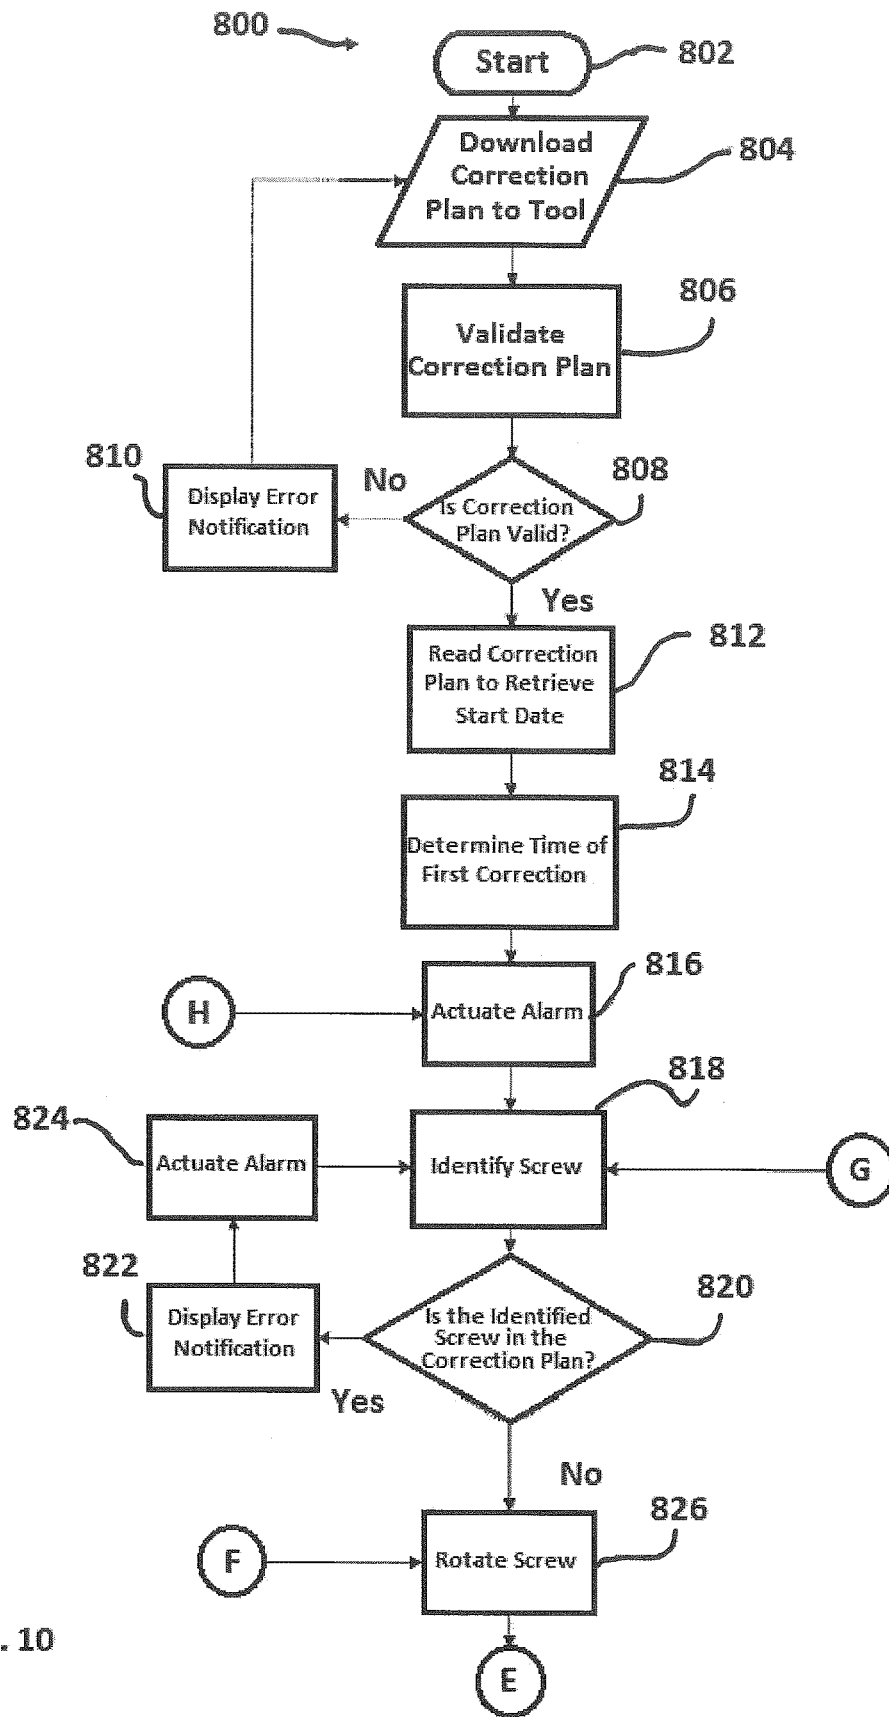 800
Start
802
Download
Correction
Plan to Tool
804
Validate
Correction Plan
806
Is Correction
Plan Valid?
808
No
Display Error
Notification
810
Yes
Read Correction
Plan to Retrieve
Start Date
812
Determine Time of
First Correction
814
H
Actuate Alarm
816
824
Actuate Alarm
Identify Screw
818
G
822
Display Error
Notification
Is the Identified
Screw in the
Correction Plan?
820
Yes
No
F
Rotate Screw
826
. 10
E